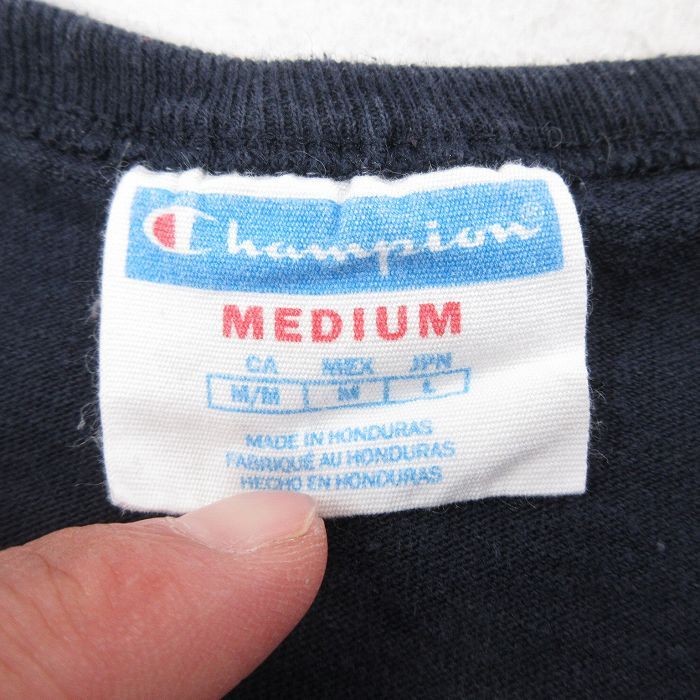 Champion
MEDIUM
CA MEX JPN
M/M M L
MADE IN HONDURAS
FABRIQUÉ AU HONDURAS
HECHO EN HONDURAS